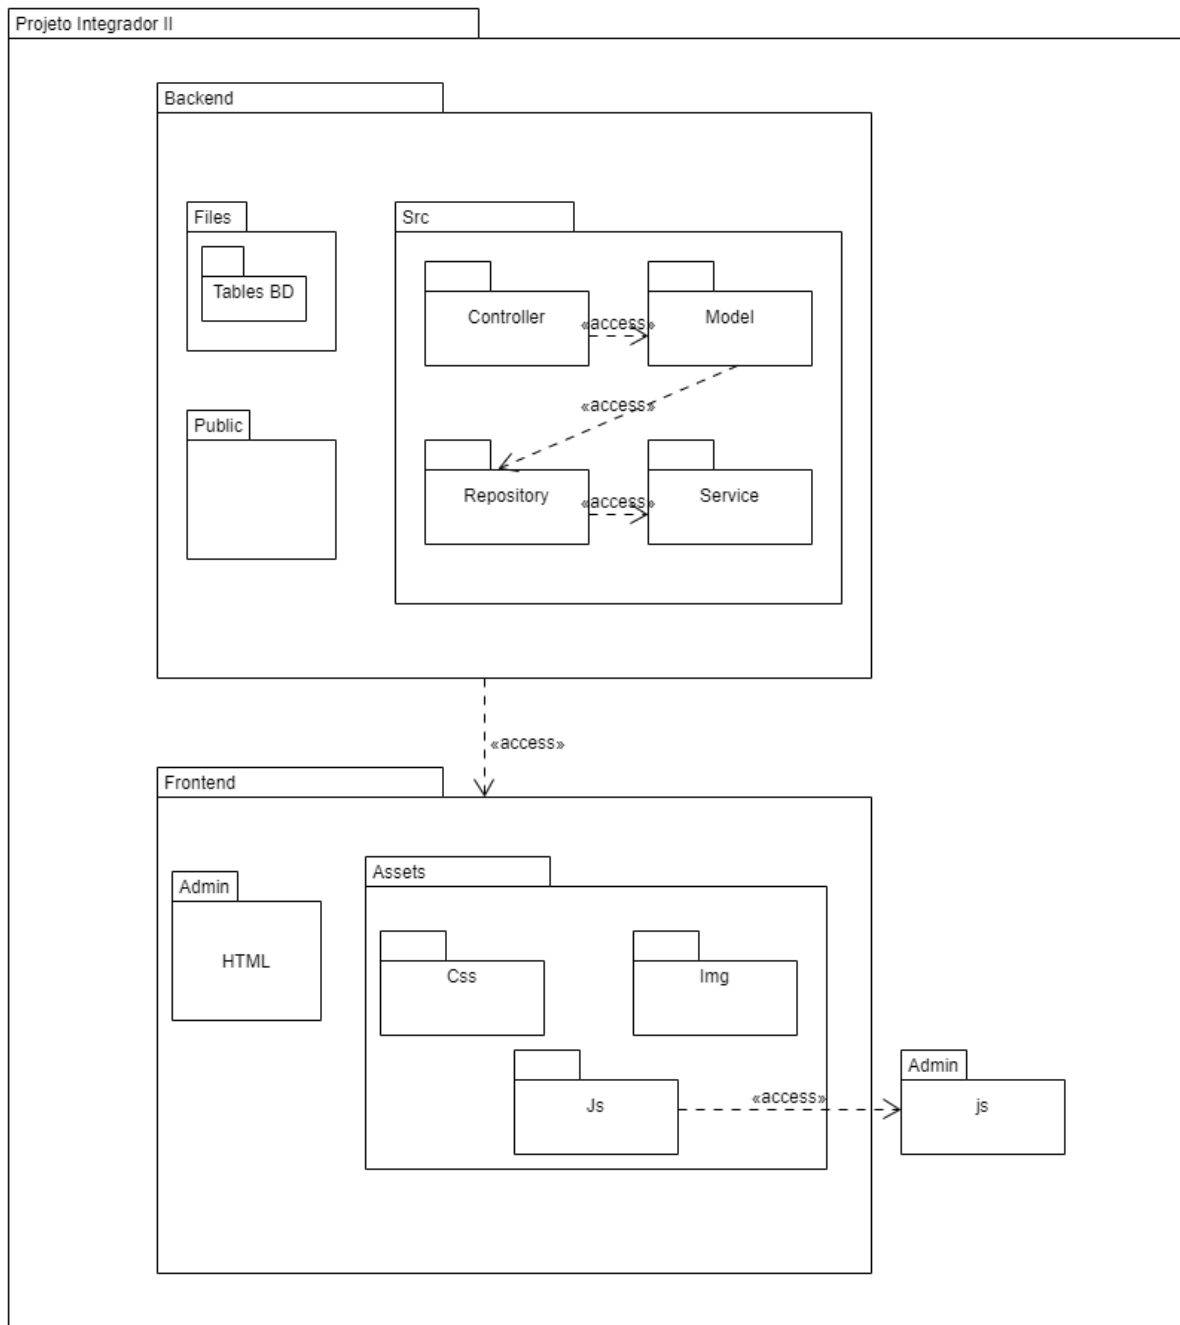 Projeto Integrador II
Backend
Files
Tables BD
Src
Controller
«access»
Model
«access»
Public
Repository
«access»
Service
«access»
Frontend
Admin
HTML
Assets
Css
Img
Js
«access»
Admin
js